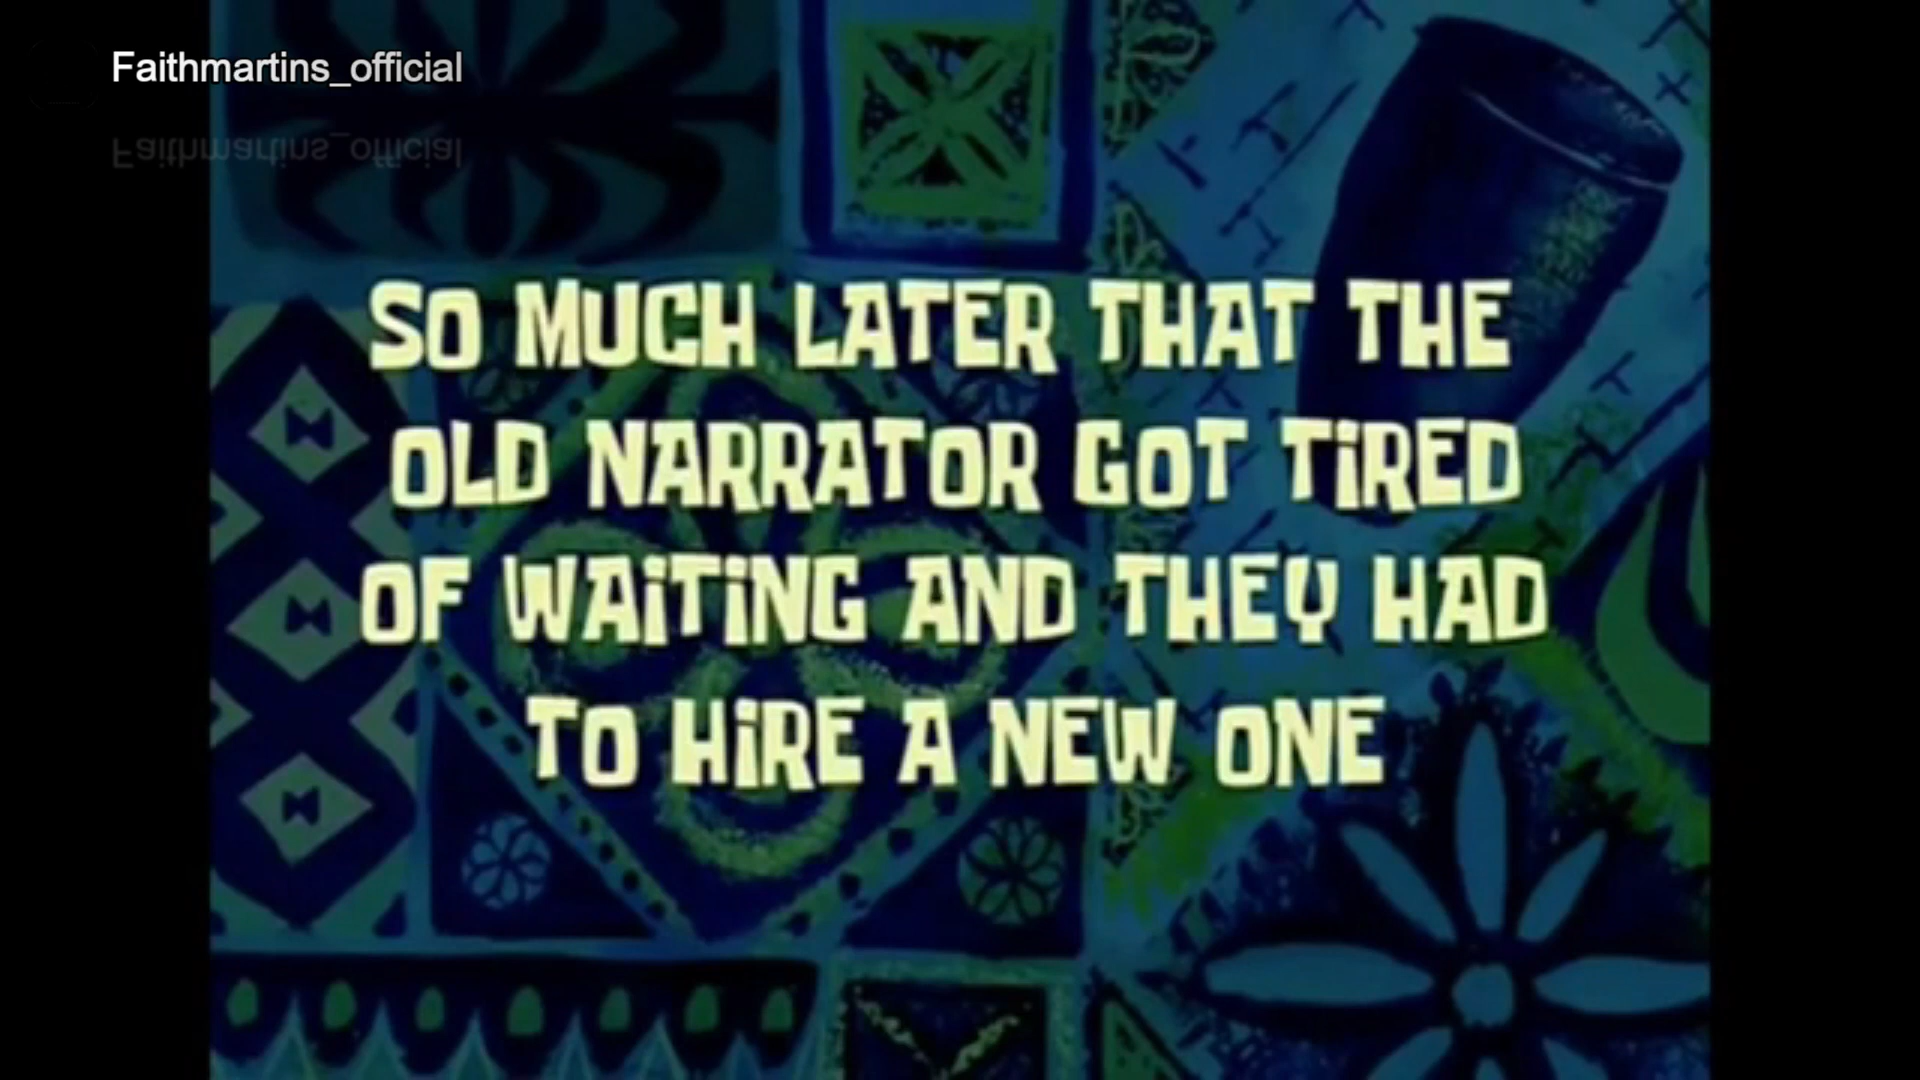 Faithmartins_official
SO MUCH LATER THAT THE
OLD NARRATOR GOT TiRED
OF WAiTiNG AND THEY HAD
TO HiRE A NEW ONE